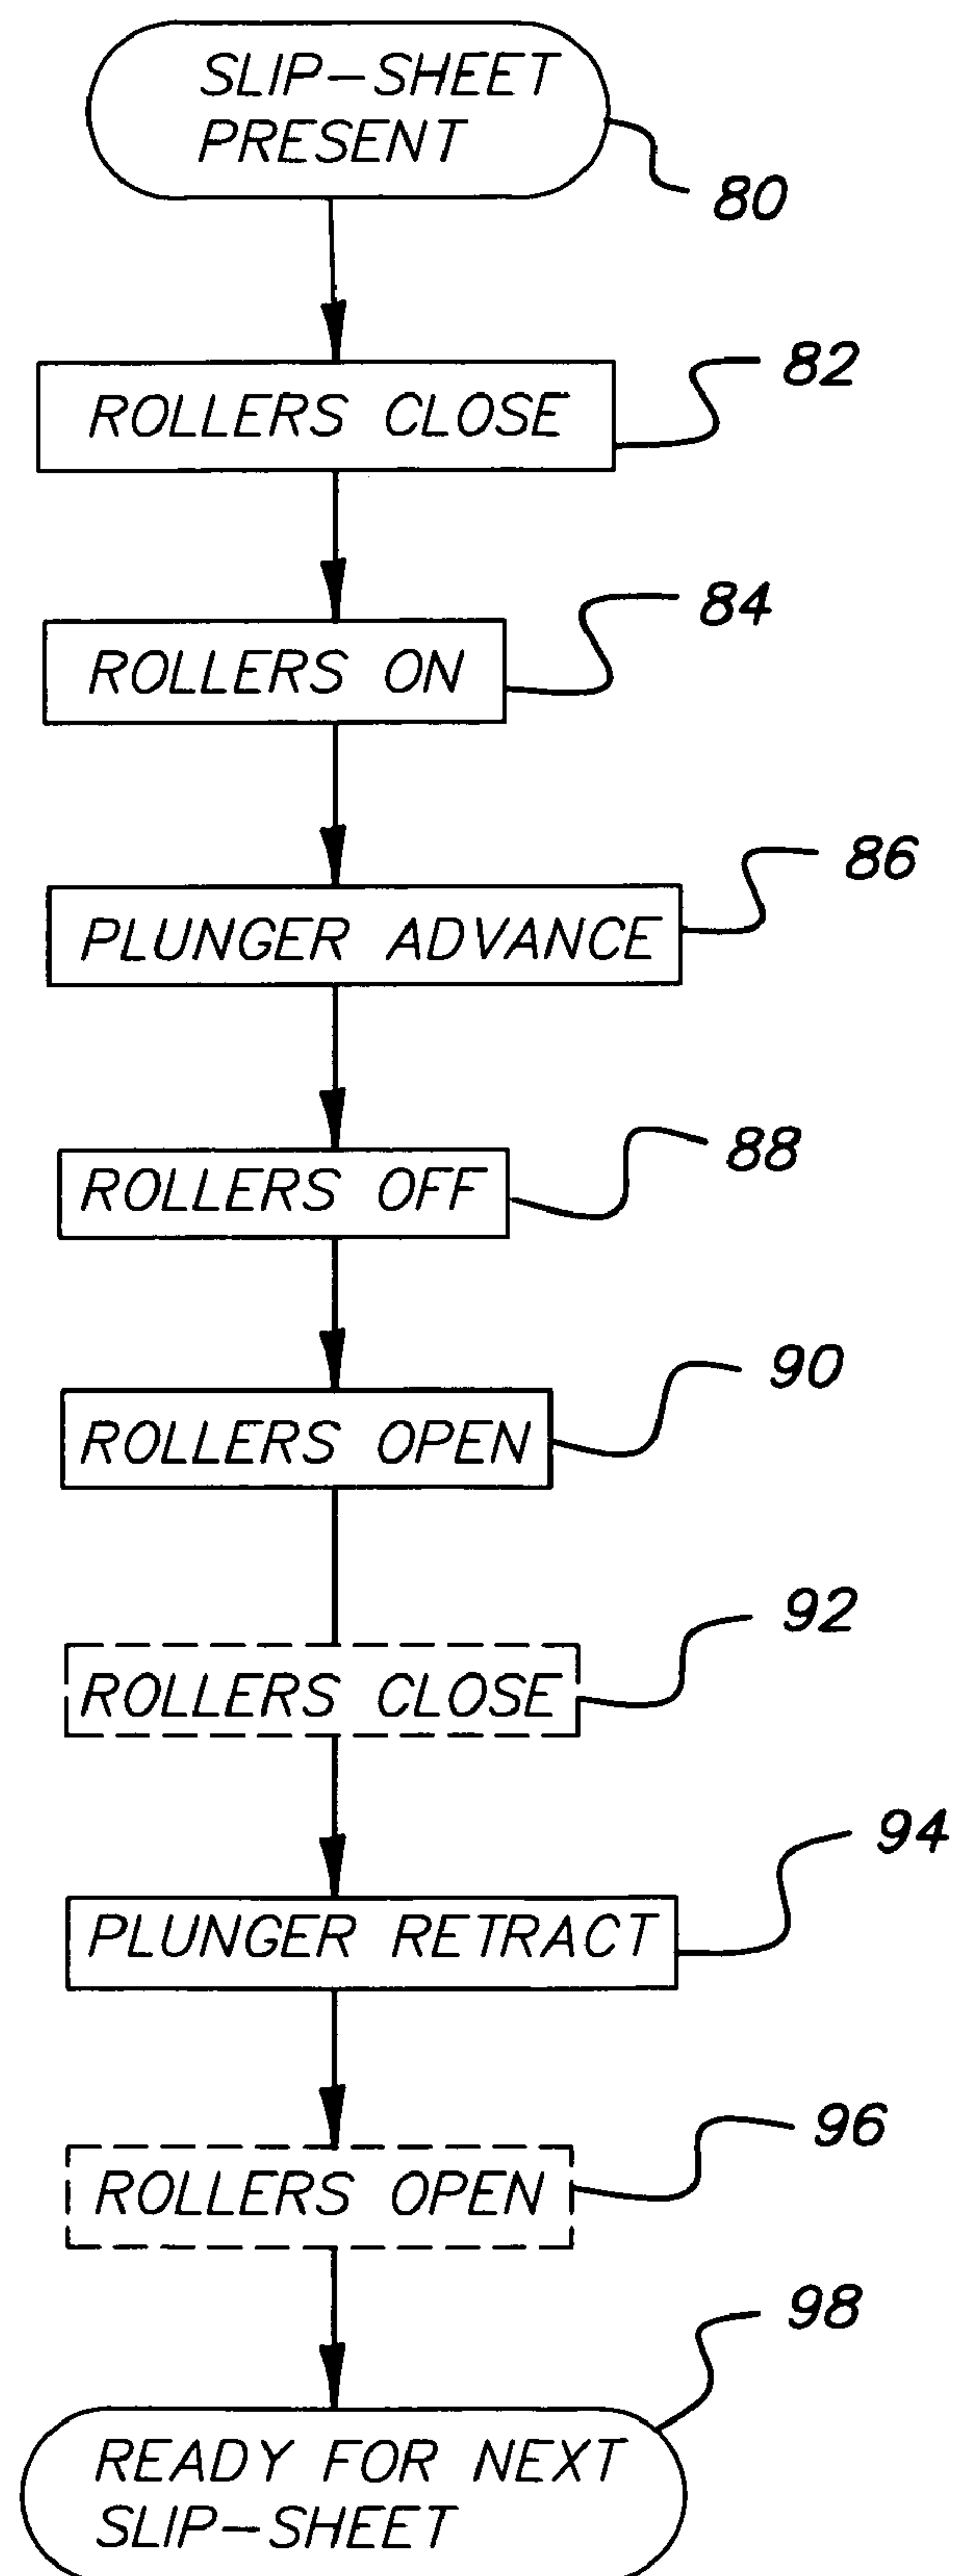 SLIP-SHEET
PRESENT
80
ROLLERS CLOSE
82
ROLLERS ON
84
PLUNGER ADVANCE
86
ROLLERS OFF
88
ROLLERS OPEN
90
ROLLERS CLOSE
92
PLUNGER RETRACT
94
ROLLERS OPEN
96
READY FOR NEXT
SLIP-SHEET
98